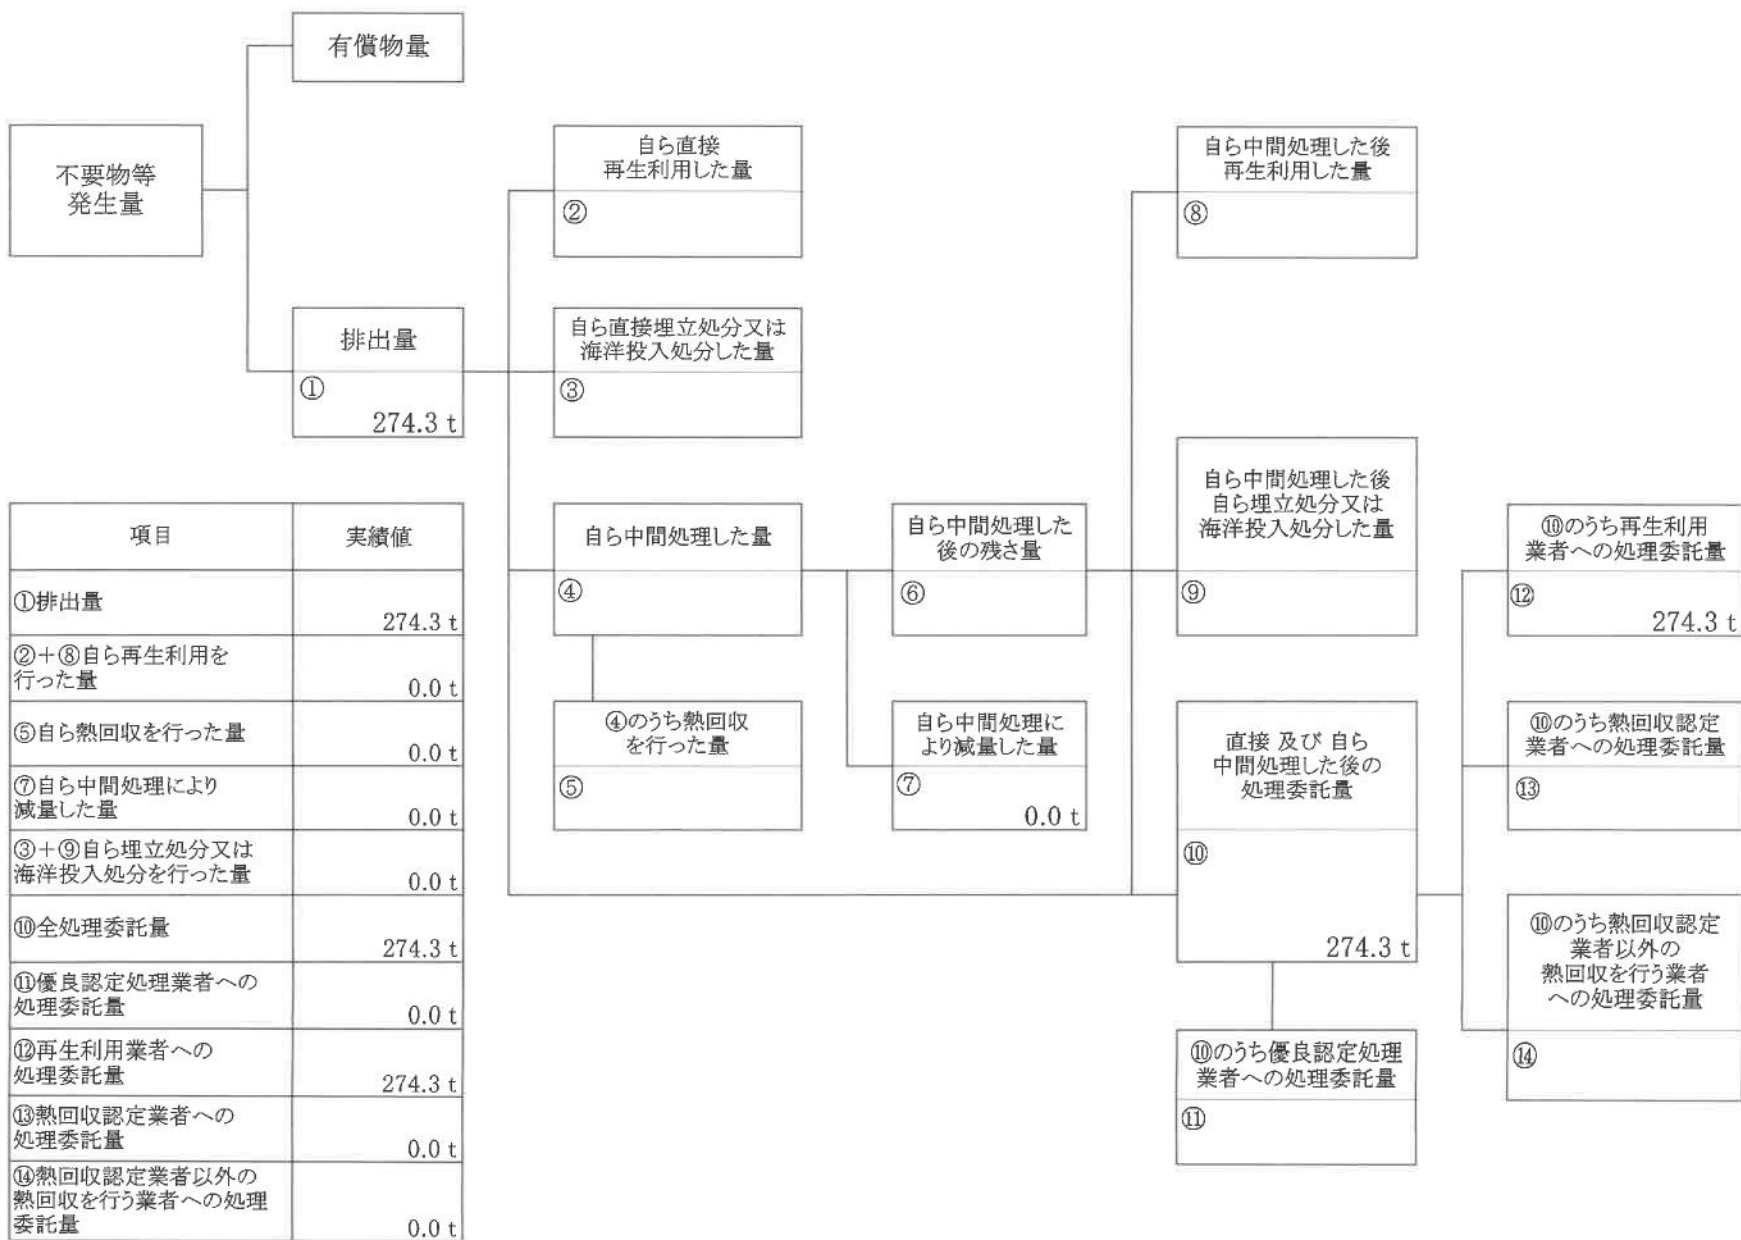 有償物量
不要物等
発生量
排出量
①
274.3 t
自ら直接
再生利用した量
②
自ら直接埋立処分又は
海洋投入処分した量
③
自ら中間処理した量
④
④のうち熱回収
を行った量
⑤
自ら中間処理した
後の残さ量
⑥
自ら中間処理に
より減量した量
⑦
0.0 t
自ら中間処理した後
再生利用した量
⑧
自ら中間処理した後
自ら埋立処分又は
海洋投入処分した量
⑨
直接 及び 自ら
中間処理した後の
処理委託量
⑩
274.3 t
⑩のうち優良認定処理
業者への処理委託量
⑪
⑩のうち再生利用
業者への処理委託量
⑫
274.3 t
⑩のうち熱回収認定
業者への処理委託量
⑬
⑩のうち熱回収認定
業者以外の
熱回収を行う業者
への処理委託量
⑭
項目 実績値
①排出量
274.3 t
②+⑧自ら再生利用を
行った量
0.0 t
⑤自ら熱回収を行った量
0.0 t
⑦自ら中間処理により
減量した量
0.0 t
③+⑨自ら埋立処分又は
海洋投入処分を行った量
0.0 t
⑩全処理委託量
274.3 t
⑪優良認定処理業者への
処理委託量
0.0 t
⑫再生利用業者への
処理委託量
274.3 t
⑬熱回収認定業者への
処理委託量
0.0 t
⑭熱回収認定業者以外の
熱回収を行う業者への処理
委託量
0.0 t